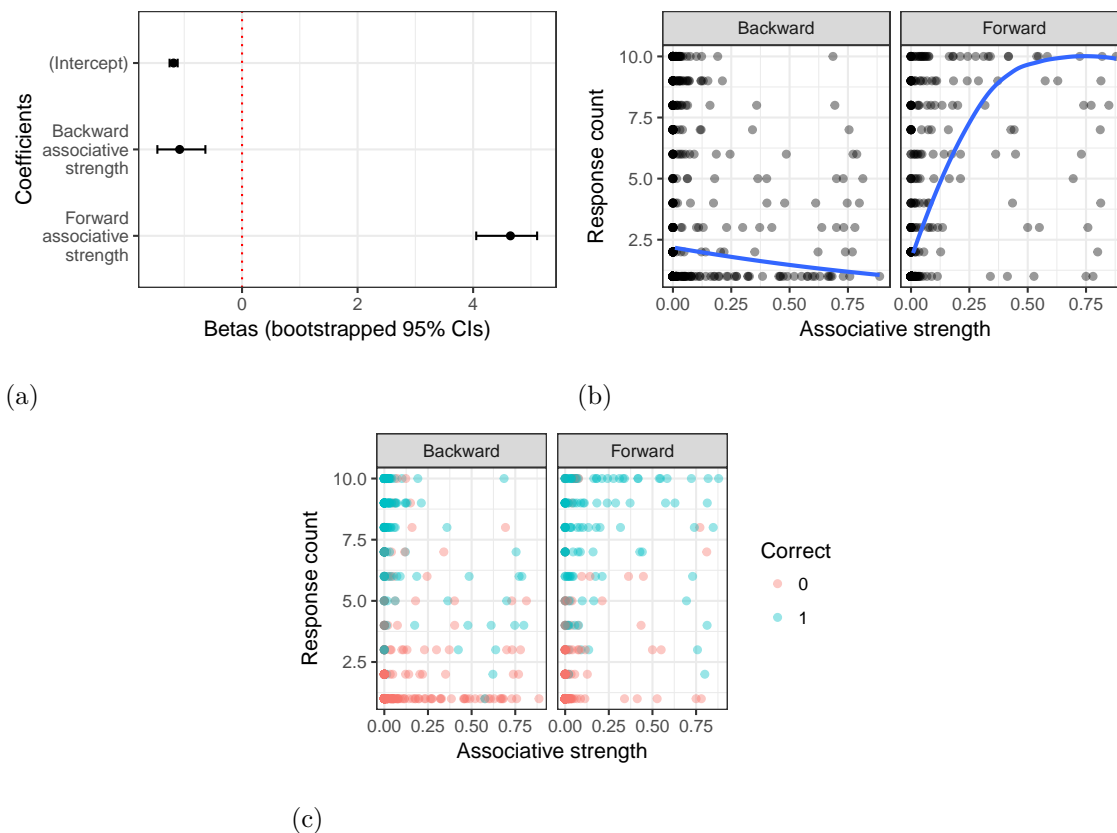 (Intercept)
Backward
associative
strength
Forward
associative
strength
Coefficients
0 2 4
Betas (bootstrapped 95% CIs)
(a)
Backward Forward
10.0
7.5
5.0
2.5
Response count
0.00 0.25 0.50 0.75 0.00 0.25 0.50 0.75
Associative strength
(b)
Backward Forward
10.0
7.5
5.0
2.5
Response count
0.00 0.25 0.50 0.75 0.00 0.25 0.50 0.75
Associative strength
Correct
0
1
(c)